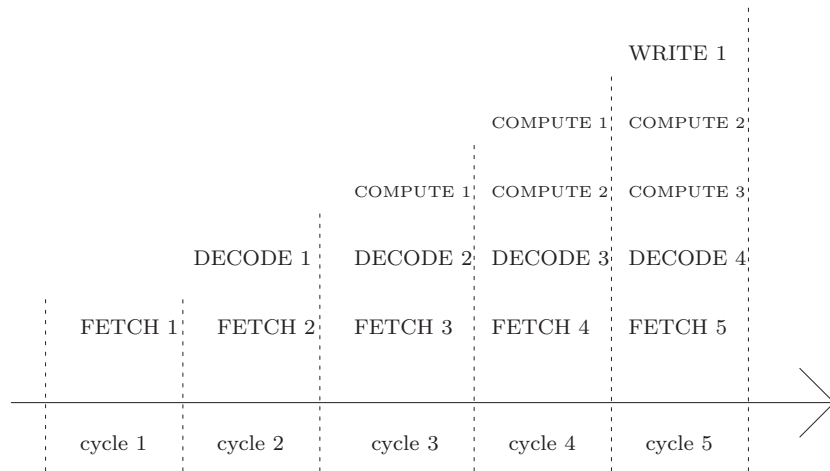 WRITE 1
COMPUTE 1 COMPUTE 2
COMPUTE 1 COMPUTE 2 COMPUTE 3
DECODE 1 DECODE 2 DECODE 3 DECODE 4
FETCH 1 FETCH 2 FETCH 3 FETCH 4 FETCH 5
cycle 1 cycle 2 cycle 3 cycle 4 cycle 5